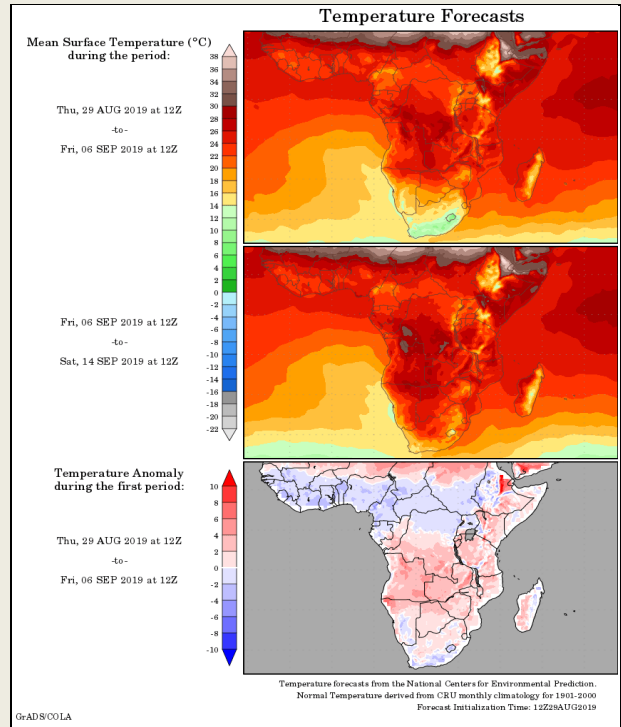 Temperature Forecasts
Mean Surface Temperature (°C)
during the period:
Thu, 29 AUG 2019 at 12Z
-to-
Fri, 06 SEP 2019 at 12Z
38
36
34
32
30
28
26
24
22
20
18
16
14
12
10
8
6
4
2
0
-2
-4
-6
-8
-10
-12
-14
-16
-18
-20
-22
Fri, 06 SEP 2019 at 12Z
-to-
Sat, 14 SEP 2019 at 12Z
Temperature Anomaly
during the first period:
Thu, 29 AUG 2019 at 12Z
-to-
Fri, 06 SEP 2019 at 12Z
10
8
6
4
2
0
-2
-4
-6
-8
-10
Temperature forecasts from the National Centers for Environmental Prediction.
Normal Temperature derived from CRU monthly climatology for 1901-2000
Forecast Initialization Time: 12Z29AUG2019
GrADS/COLA